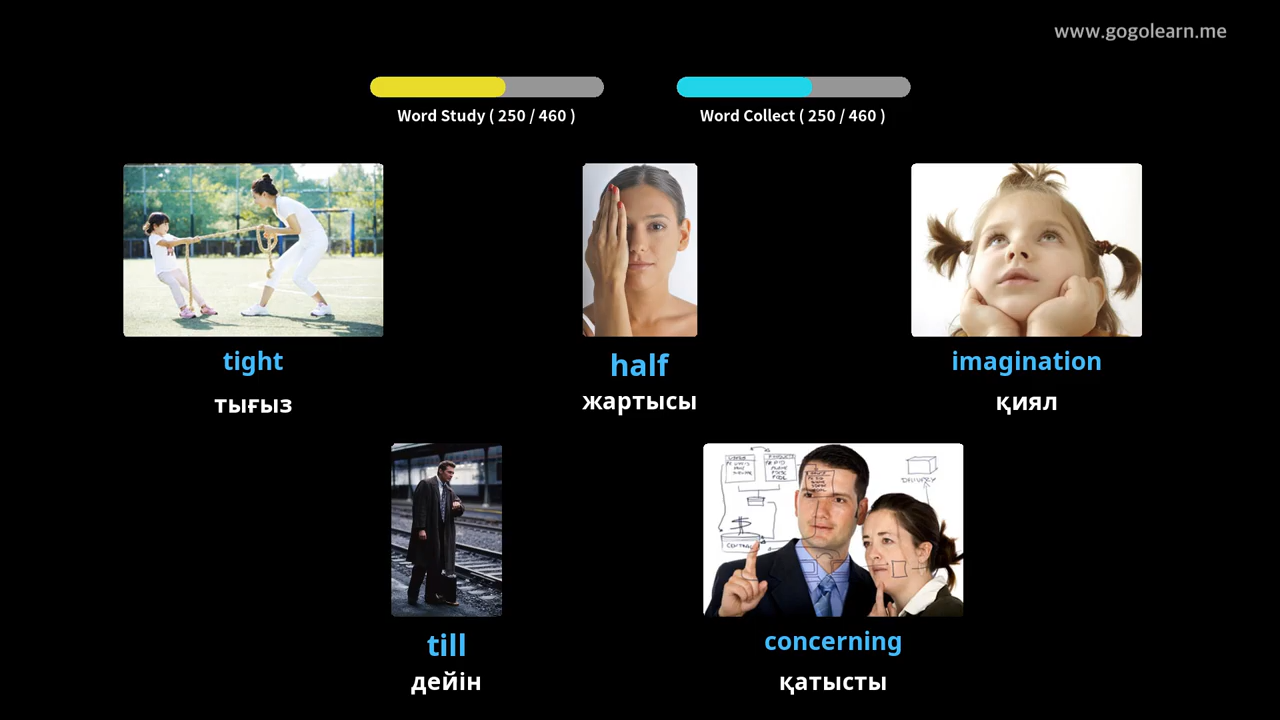 www.gogolearn.me
Word Study ( 250 / 460 )
Word Collect ( 250 / 460 )
tight
тығыз
half
жартысы
imagination
қиял
DELIVERY
till
дейін
concerning
қатысты